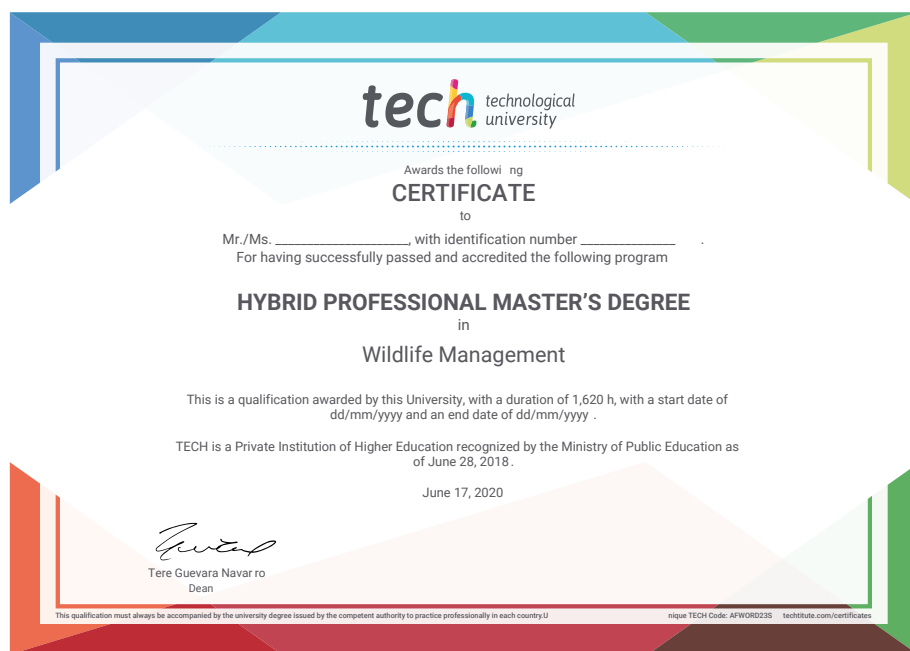 tech technological
university
Awards the followi ng
CERTIFICATE
to
Mr./Ms. _____________________, with identification number _______________ .
For having successfully passed and accredited the following program
HYBRID PROFESSIONAL MASTER’S DEGREE
in
Wildlife Management
This is a qualification awarded by this University, with a duration of 1,620 h, with a start date of
dd/mm/yyyy and an end date of dd/mm/yyyy .
TECH is a Private Institution of Higher Education recognized by the Ministry of Public Education as
of June 28, 2018.
June 17, 2020
Tere Guevara Navar ro
Dean
This qualification must always be accompanied by the university degree issued by the competent authority to practice professionally in each country.U nique TECH Code: AFWORD23S techtitute.com/certificates